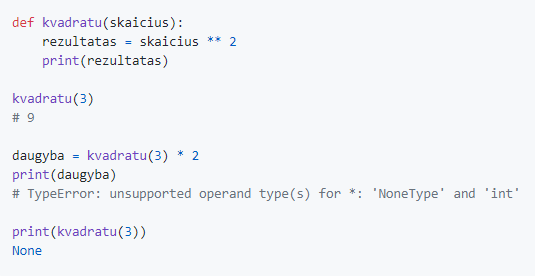 def kvadratu(skaicius):
    rezultatas = skaicius ** 2
    print(rezultatas)
kvadratu(3)
# 9
daugyba = kvadratu(3) * 2
print(daugyba)
# TypeError: unsupported operand type(s) for *: 'NoneType' and 'int'
print(kvadratu(3))
None